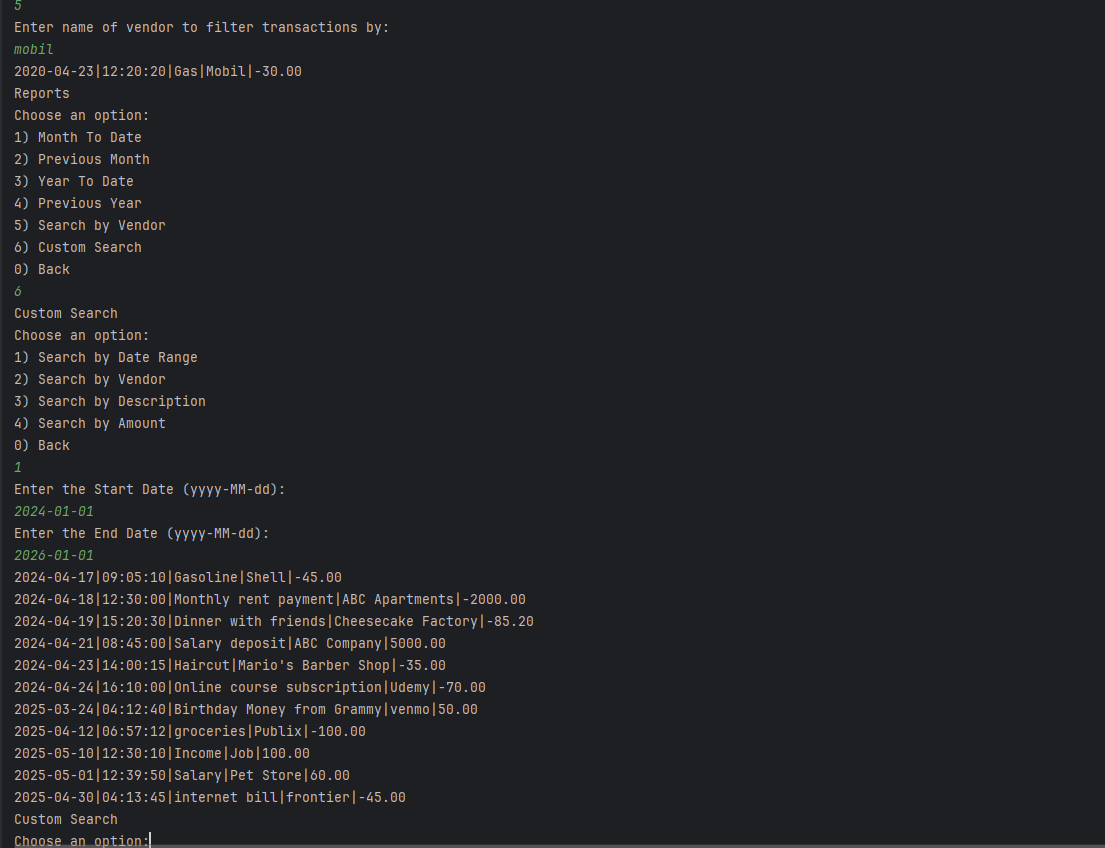 5
Enter name of vendor to filter transactions by:
mobil
2020-04-23|12:20:20|Gas|Mobil|-30.00
Reports
Choose an option:
1) Month To Date
2) Previous Month
3) Year To Date
4) Previous Year
5) Search by Vendor
6) Custom Search
0) Back
6
Custom Search
Choose an option:
1) Search by Date Range
2) Search by Vendor
3) Search by Description
4) Search by Amount
0) Back
1
Enter the Start Date (yyyy-MM-dd):
2024-01-01
Enter the End Date (yyyy-MM-dd):
2026-01-01
2024-04-17|09:05:10|Gasoline|Shell|-45.00
2024-04-18|12:30:00|Monthly rent payment|ABC Apartments|-2000.00
2024-04-19|15:20:30|Dinner with friends|Cheesecake Factory|-85.20
2024-04-21|08:45:00|Salary deposit|ABC Company|5000.00
2024-04-23|14:00:15|Haircut|Mario's Barber Shop|-35.00
2024-04-24|16:10:00|Online course subscription|Udemy|-70.00
2025-03-24|04:12:40|Birthday Money from Grammy|venmo|50.00
2025-04-12|06:57:12|groceries|Publix|-100.00
2025-05-10|12:30:10|Income|Job|100.00
2025-05-01|12:39:50|Salary|Pet Store|60.00
2025-04-30|04:13:45|internet bill|frontier|-45.00
Custom Search
Choose an option: